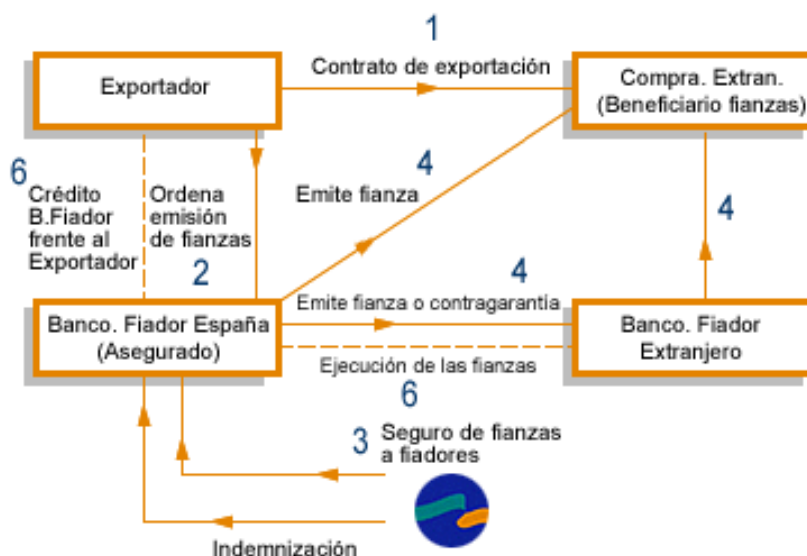 1
Exportador
Contrato de exportación
Compra. Extran.
(Beneficiario fianzas)
6
Crédito
B.Fiador
frente al
Exportador
Ordena
emisión
de fianzas
2
4
Emite fianza
4
4
Emite fianza o contragarantía
Banco. Fiador España
(Asegurado)
Banco. Fiador
Extranjero
Ejecución de las fianzas
6
3
Seguro de fianzas
a fiadores
Indemnización